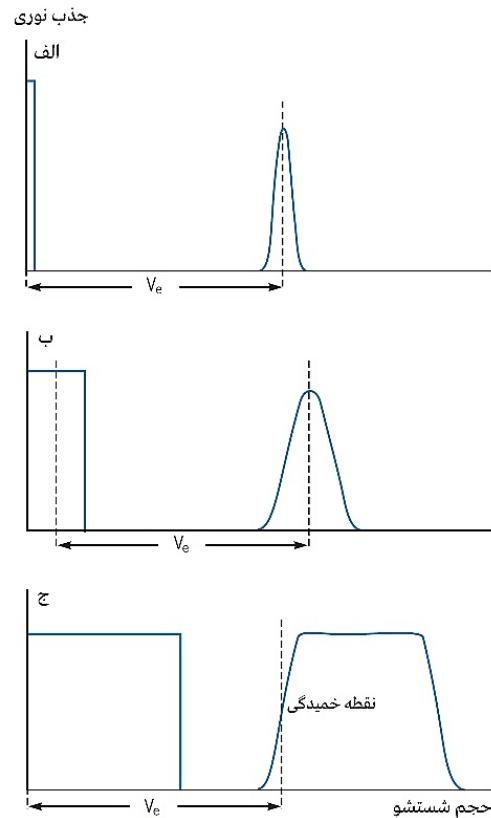 جذب نوری
الف
Ve
ب
Ve
ج
نقطه خمیدگی
Ve
حجم شستشو